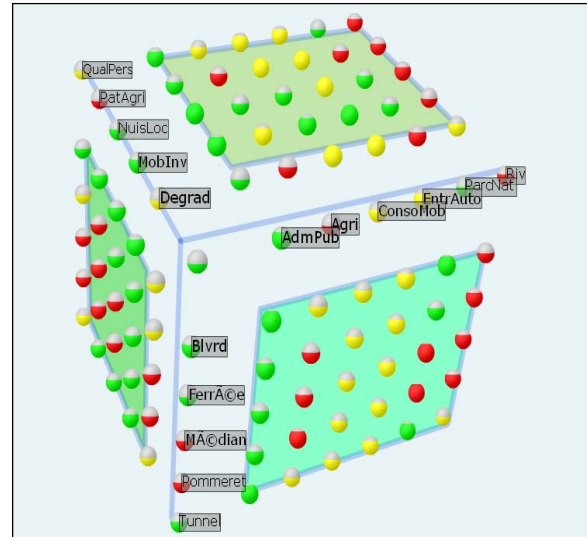 QualPers
PatAgri
NuisLoc
MobInv
Degrad
Riv
ParcNat
EntrAuto
ConsoMob
Agri
AdmPub
Blvrd
FerrÃ©e
MÃ©dian
Pommeret
Tunnel